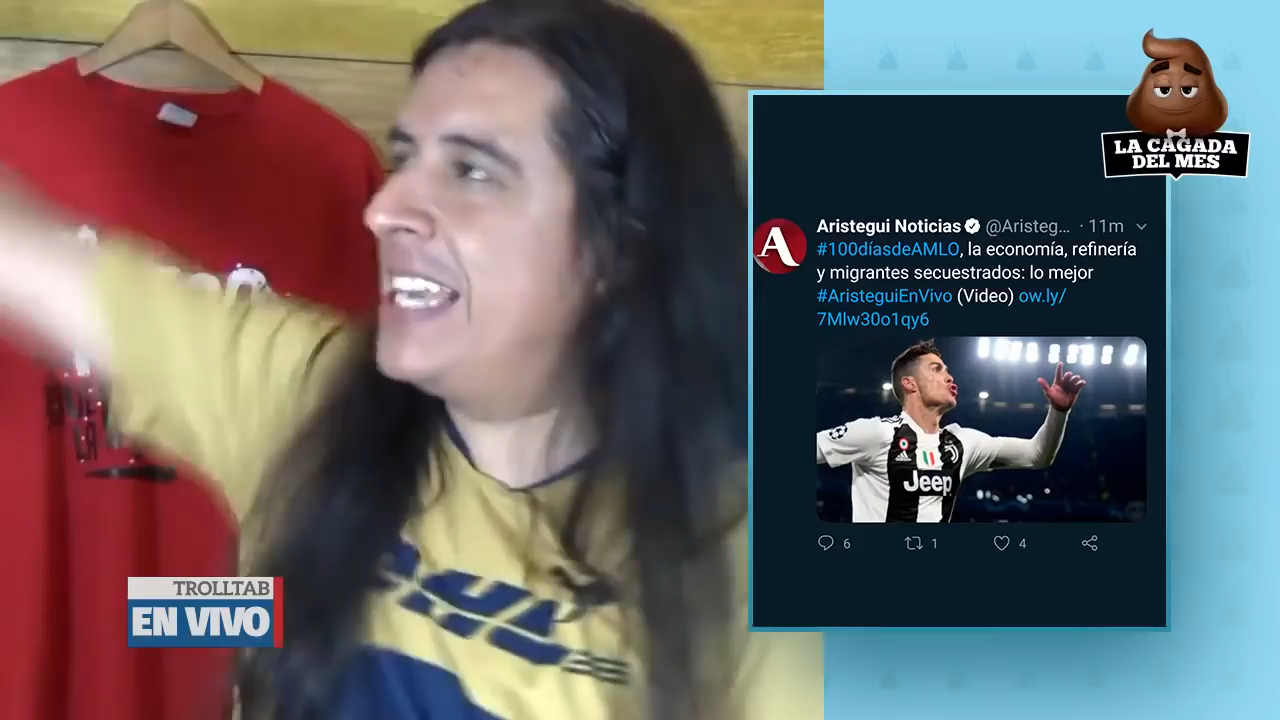 LA CAGADA
DEL MES
Aristegui Noticias @Aristeg... · 11m
#100díasdeAMLO, la economía, refinería
y migrantes secuestrados: lo mejor
#AristeguiEnVivo (Video) ow.ly/
7Mlw30o1qy6
A
Jeep
6 1 4
TROLLTAB
EN VIVO